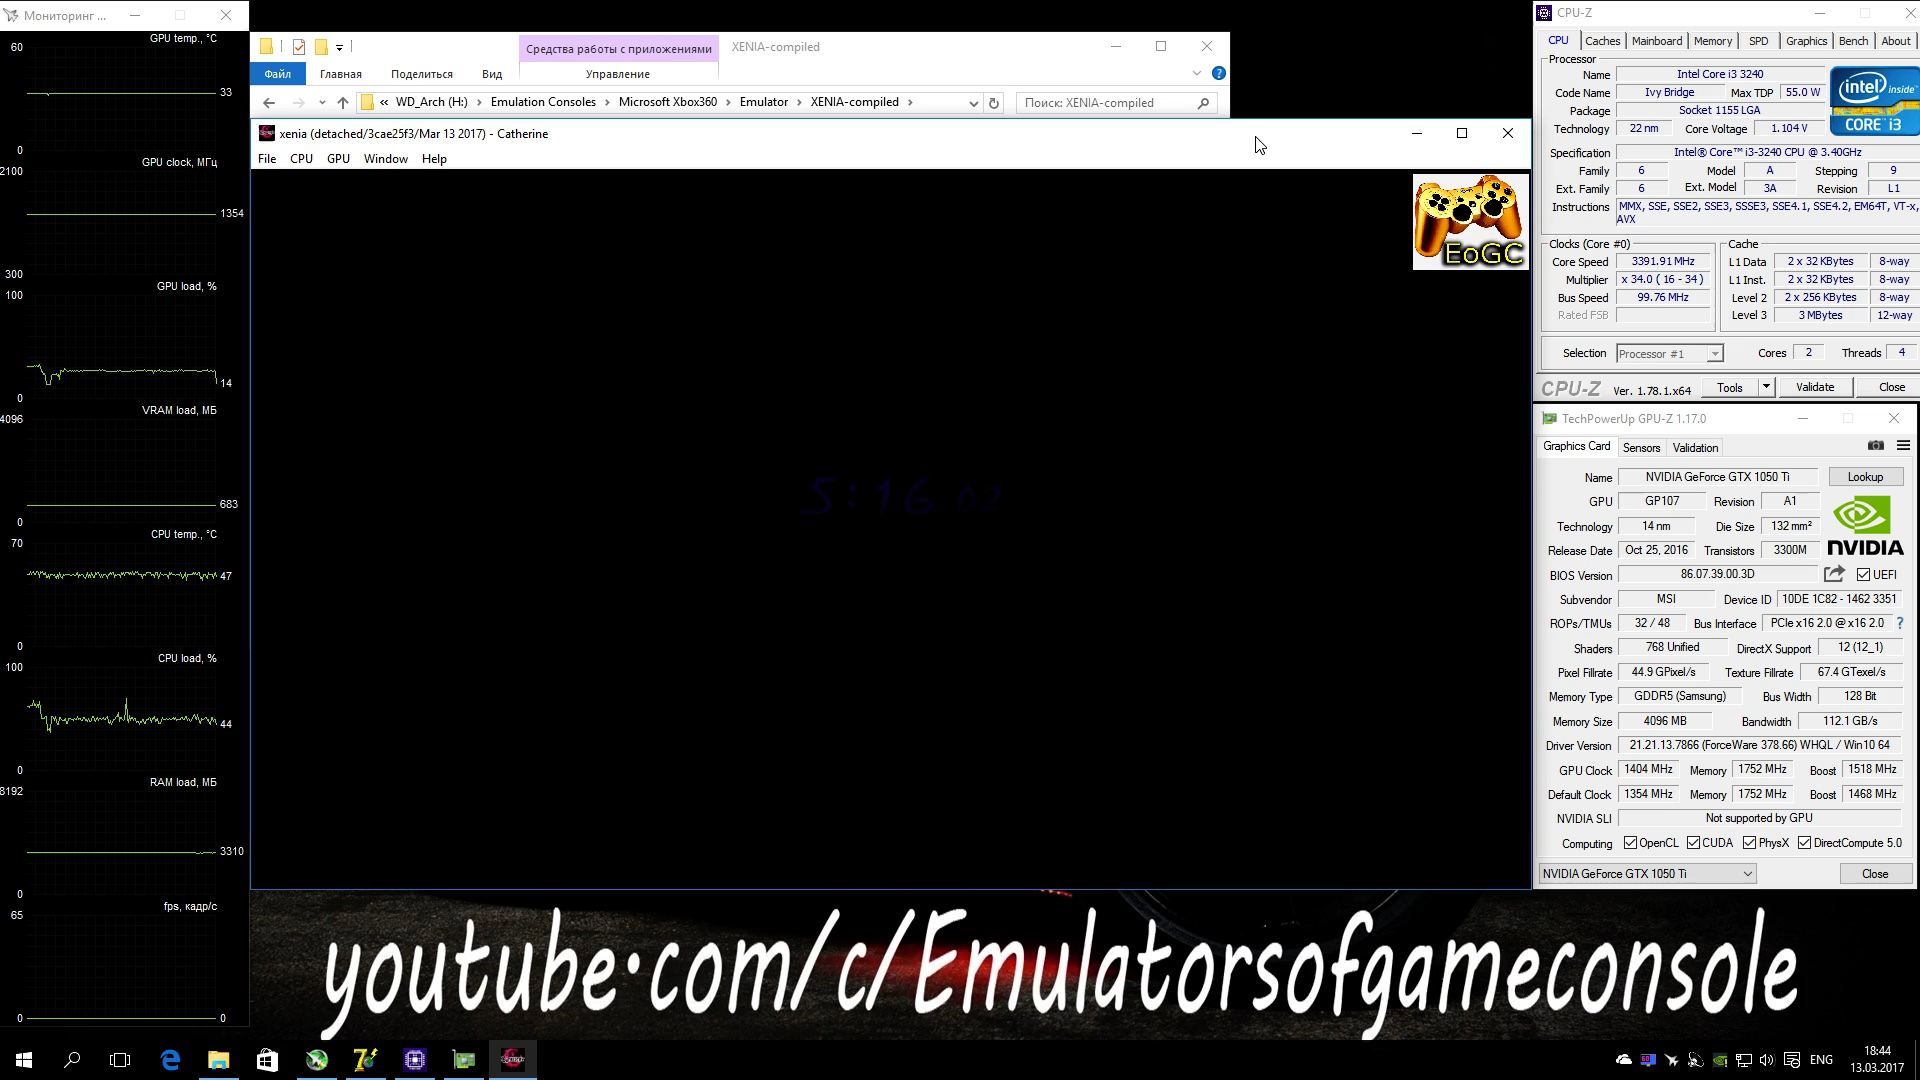 Мониторинг ...
GPU temp., °C
60
33
0
GPU clock, МГц
2100
1354
300
GPU load, %
100
14
0
VRAM load, МБ
4096
683
0
CPU temp., °C
70
47
0
CPU load, %
100
44
0
RAM load, МБ
8192
3310
0
fps, кадр/с
65
0
0
Средства работы с приложениями
XENIA-compiled
Файл
Главная
Поделиться
Вид
Управление
« WD_Arch (H:) › Emulation Consoles › Microsoft Xbox360 › Emulator › XENIA-compiled ›
Поиск: XENIA-compiled
xenia (detached/3cae25f3/Mar 13 2017) - Catherine
File CPU GPU Window Help
EoGC
5:16 02
CPU-Z
CPU Caches Mainboard Memory SPD Graphics Bench About
Processor
Name Intel Core i3 3240
Code Name Ivy Bridge Max TDP 55.0 W
Package Socket 1155 LGA
Technology 22 nm Core Voltage 1.104 V
intel inside™
CORE i3
Specification Intel® Core™ i3-3240 CPU @ 3.40GHz
Family 6 Model A Stepping 9
Ext. Family 6 Ext. Model 3A Revision L1
Instructions MMX, SSE, SSE2, SSE3, SSSE3, SSE4.1, SSE4.2, EM64T, VT-x,
AVX
Clocks (Core #0)
Core Speed 3391.91 MHz
Multiplier x 34.0 ( 16 - 34 )
Bus Speed 99.76 MHz
Rated FSB
Cache
L1 Data 2 x 32 KBytes 8-way
L1 Inst. 2 x 32 KBytes 8-way
Level 2 2 x 256 KBytes 8-way
Level 3 3 MBytes 12-way
Selection Processor #1 Cores 2 Threads 4
CPU-Z Ver. 1.78.1.x64 Tools Validate Close
TechPowerUp GPU-Z 1.17.0
Graphics Card Sensors Validation
Name NVIDIA GeForce GTX 1050 Ti Lookup
GPU GP107 Revision A1
Technology 14 nm Die Size 132 mm²
Release Date Oct 25, 2016 Transistors 3300M
NVIDIA
BIOS Version 86.07.39.00.3D UEFI
Subvendor MSI Device ID 10DE 1C82 - 1462 3351
ROPs/TMUs 32 / 48 Bus Interface PCIe x16 2.0 @ x16 2.0 ?
Shaders 768 Unified DirectX Support 12 (12_1)
Pixel Fillrate 44.9 GPixel/s Texture Fillrate 67.4 GTexel/s
Memory Type GDDR5 (Samsung) Bus Width 128 Bit
Memory Size 4096 MB Bandwidth 112.1 GB/s
Driver Version 21.21.13.7866 (ForceWare 378.66) WHQL / Win10 64
GPU Clock 1404 MHz Memory 1752 MHz Boost 1518 MHz
Default Clock 1354 MHz Memory 1752 MHz Boost 1468 MHz
NVIDIA SLI Not supported by GPU
Computing OpenCL CUDA PhysX DirectCompute 5.0
NVIDIA GeForce GTX 1050 Ti Close
youtube.com/c/Emulatorsofgameconsole
ENG
18:44
13.03.2017